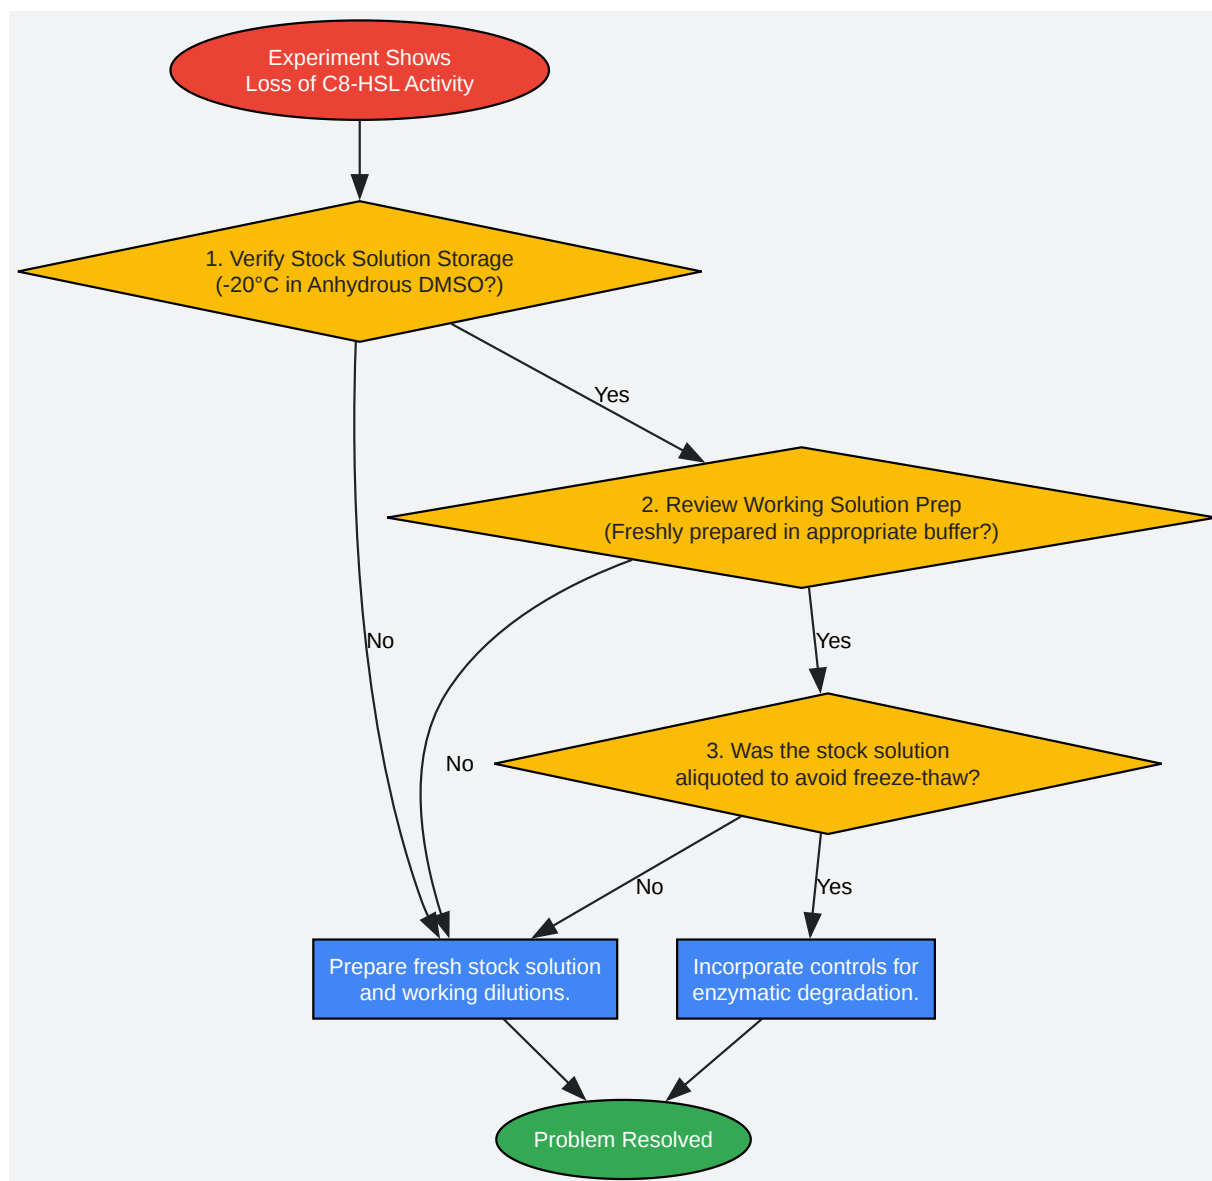 Experiment Shows
Loss of C8-HSL Activity
1. Verify Stock Solution Storage
(-20°C in Anhydrous DMSO?)
Yes
2. Review Working Solution Prep
(Freshly prepared in appropriate buffer?)
No
Yes
3. Was the stock solution
aliquoted to avoid freeze-thaw?
No
No
Yes
Prepare fresh stock solution
and working dilutions.
Incorporate controls for
enzymatic degradation.
Problem Resolved